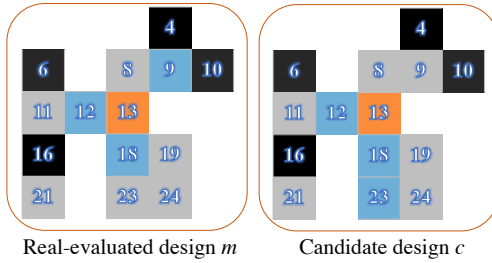 4 4
6 8 9 10 6 8 9 10
11 12 13 11 12 13
16 18 19 16 18 19
21 23 24 21 23 24
Real-evaluated design m Candidate design c